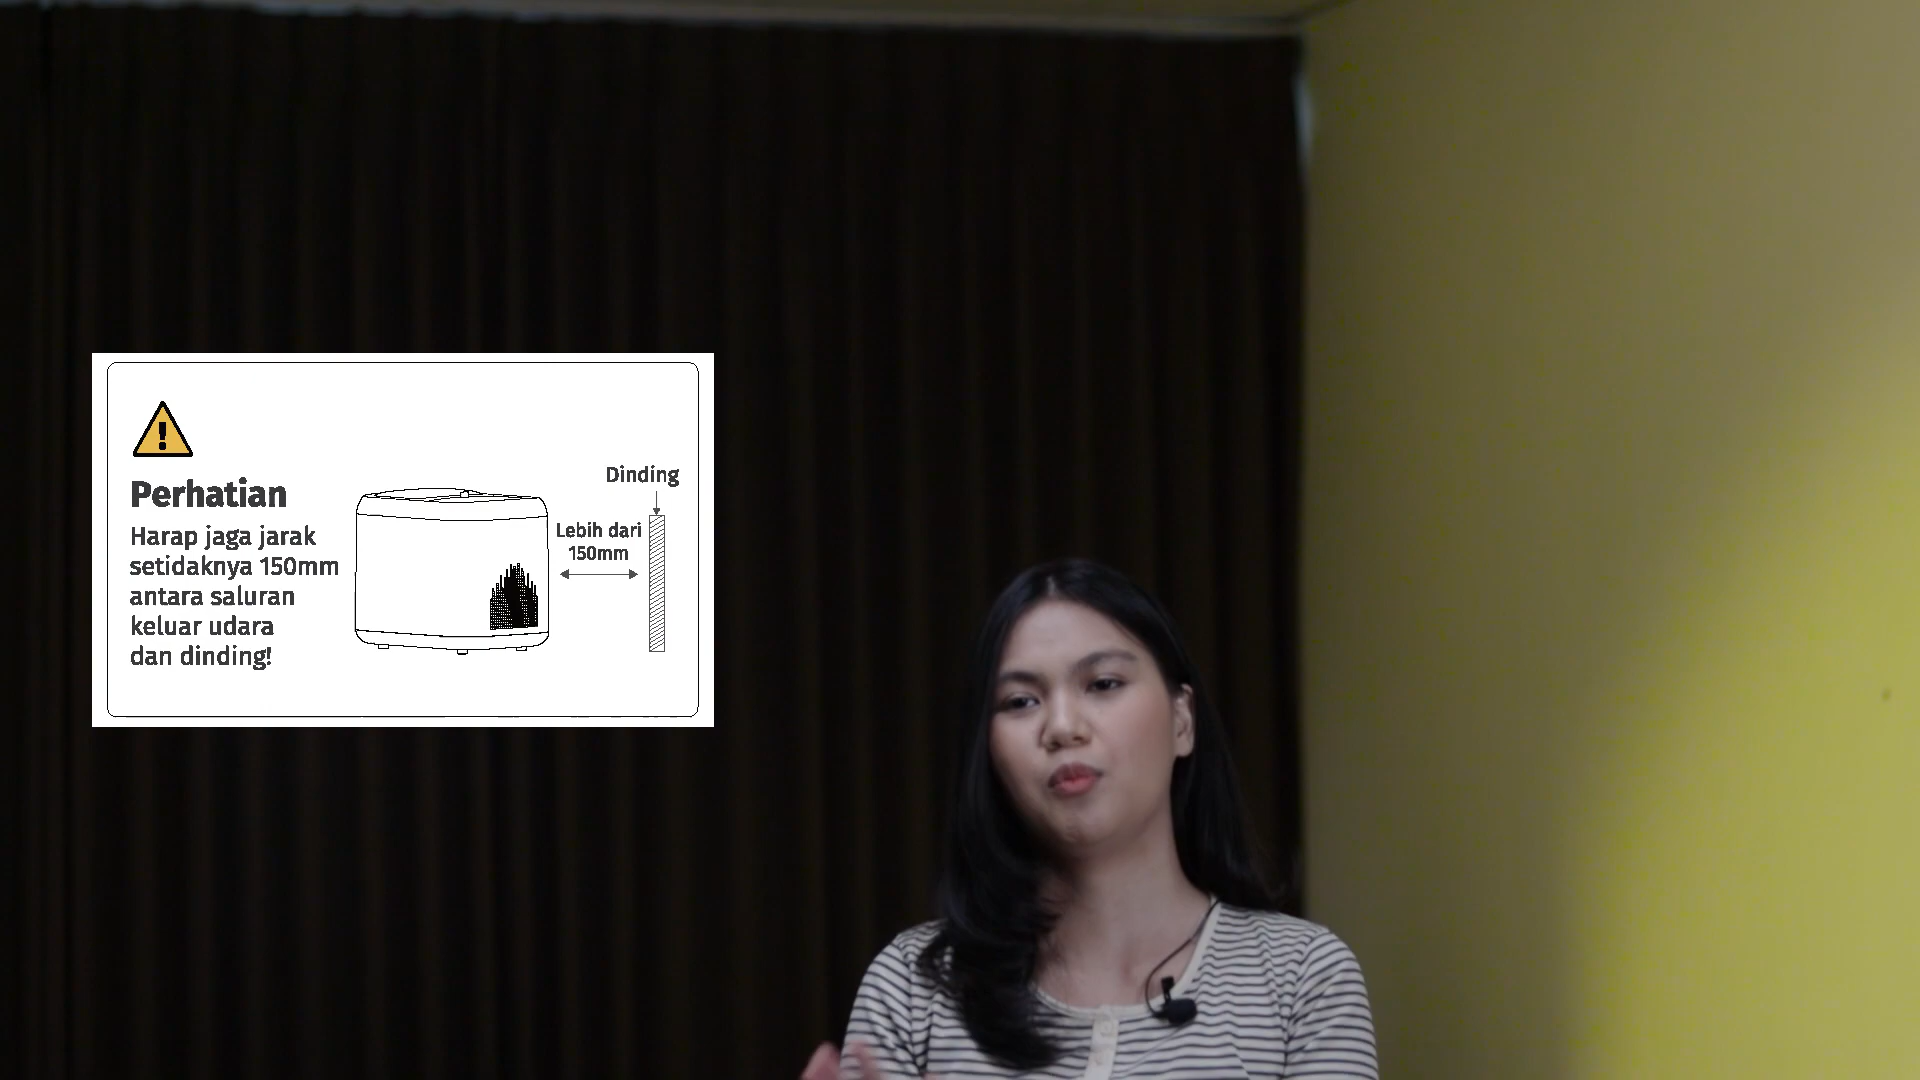 Perhatian
Harap jaga jarak
setidaknya 150mm
antara saluran
keluar udara
dan dinding!
Dinding
Lebih dari
150mm